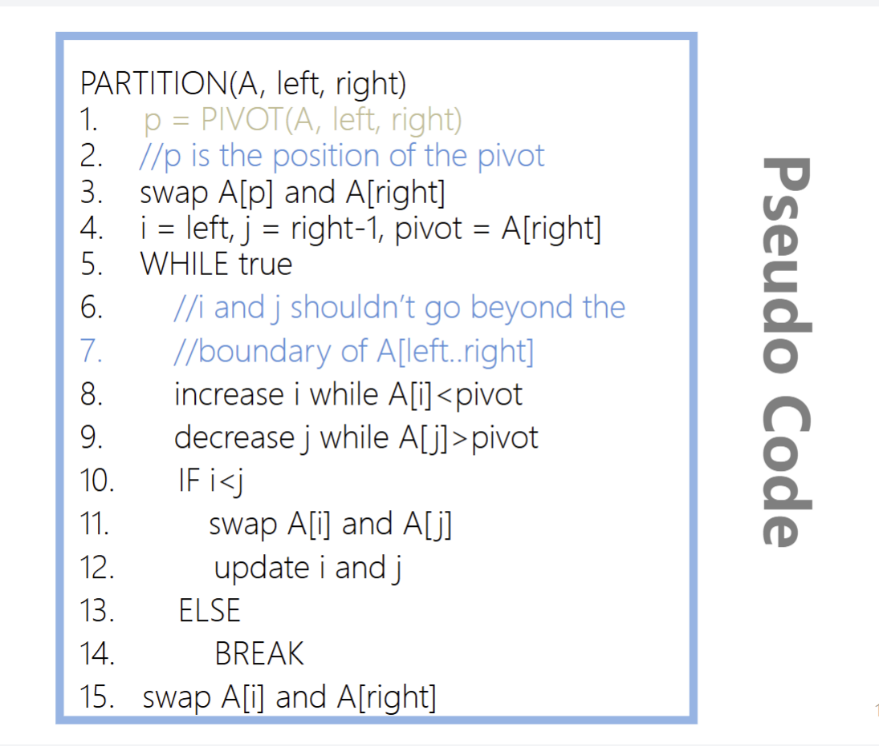 PARTITION(A, left, right)
1. p = PIVOT(A, left, right)
2. //p is the position of the pivot
3. swap A[p] and A[right]
4. i = left, j = right-1, pivot = A[right]
5. WHILE true
6. //i and j shouldn't go beyond the
7. //boundary of A[left..right]
8. increase i while A[i]<pivot
9. decrease j while A[j]>pivot
10. IF i<j
11. swap A[i] and A[j]
12. update i and j
13. ELSE
14. BREAK
15. swap A[i] and A[right]
Pseudo Code